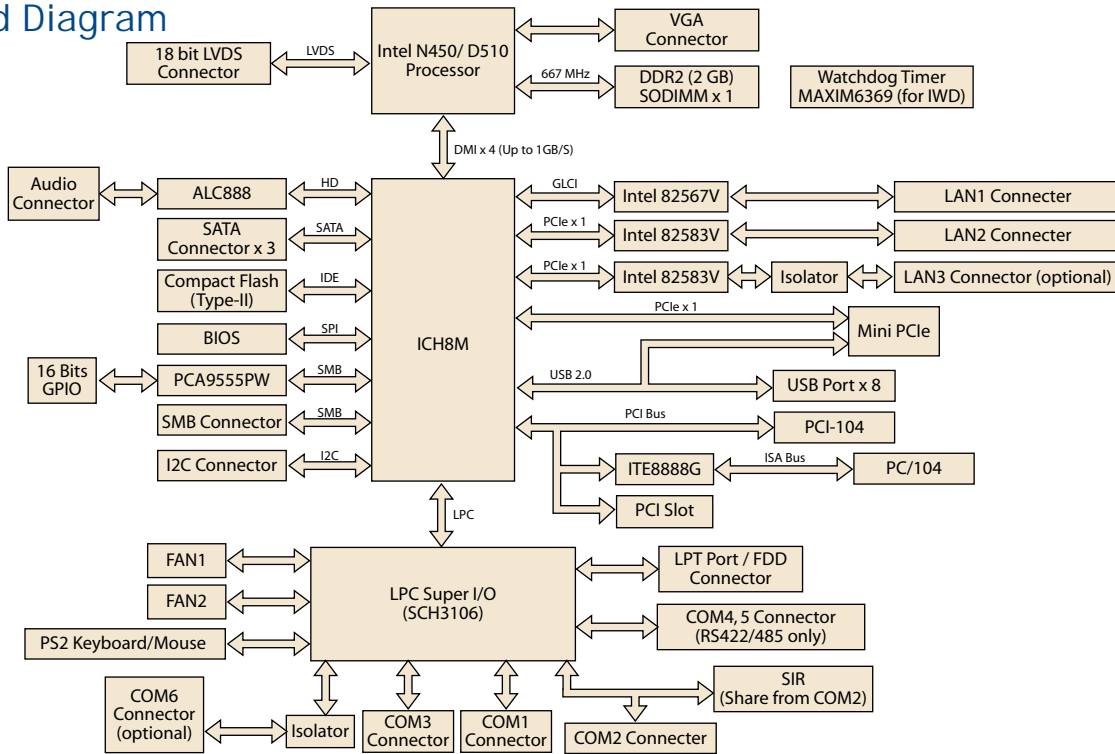 d Diagram
18 bit LVDS
Connector
LVDS
Intel N450/ D510
Processor
VGA
Connector
667 MHz
DDR2 (2 GB)
SODIMM x 1
Watchdog Timer
MAXIM6369 (for IWD)
DMI x 4 (Up to 1GB/S)
Audio
Connector
ALC888
HD
SATA
Connector x 3
SATA
Compact Flash
(Type-II)
IDE
BIOS
SPI
16 Bits
GPIO
PCA9555PW
SMB
SMB Connector
SMB
I2C Connector
I2C
ICH8M
GLCI
Intel 82567V
LAN1 Connecter
PCIe x 1
Intel 82583V
LAN2 Connecter
PCIe x 1
Intel 82583V
Isolator
LAN3 Connector (optional)
PCIe x 1
Mini PCIe
USB 2.0
USB Port x 8
PCI Bus
PCI-104
ITE8888G
ISA Bus
PC/104
PCI Slot
LPC
FAN1
FAN2
PS2 Keyboard/Mouse
LPC Super I/O
(SCH3106)
LPT Port / FDD
Connector
COM4, 5 Connector
(RS422/485 only)
SIR
(Share from COM2)
COM6
Connector
(optional)
Isolator
COM3
Connector
COM1
Connector
COM2 Connecter